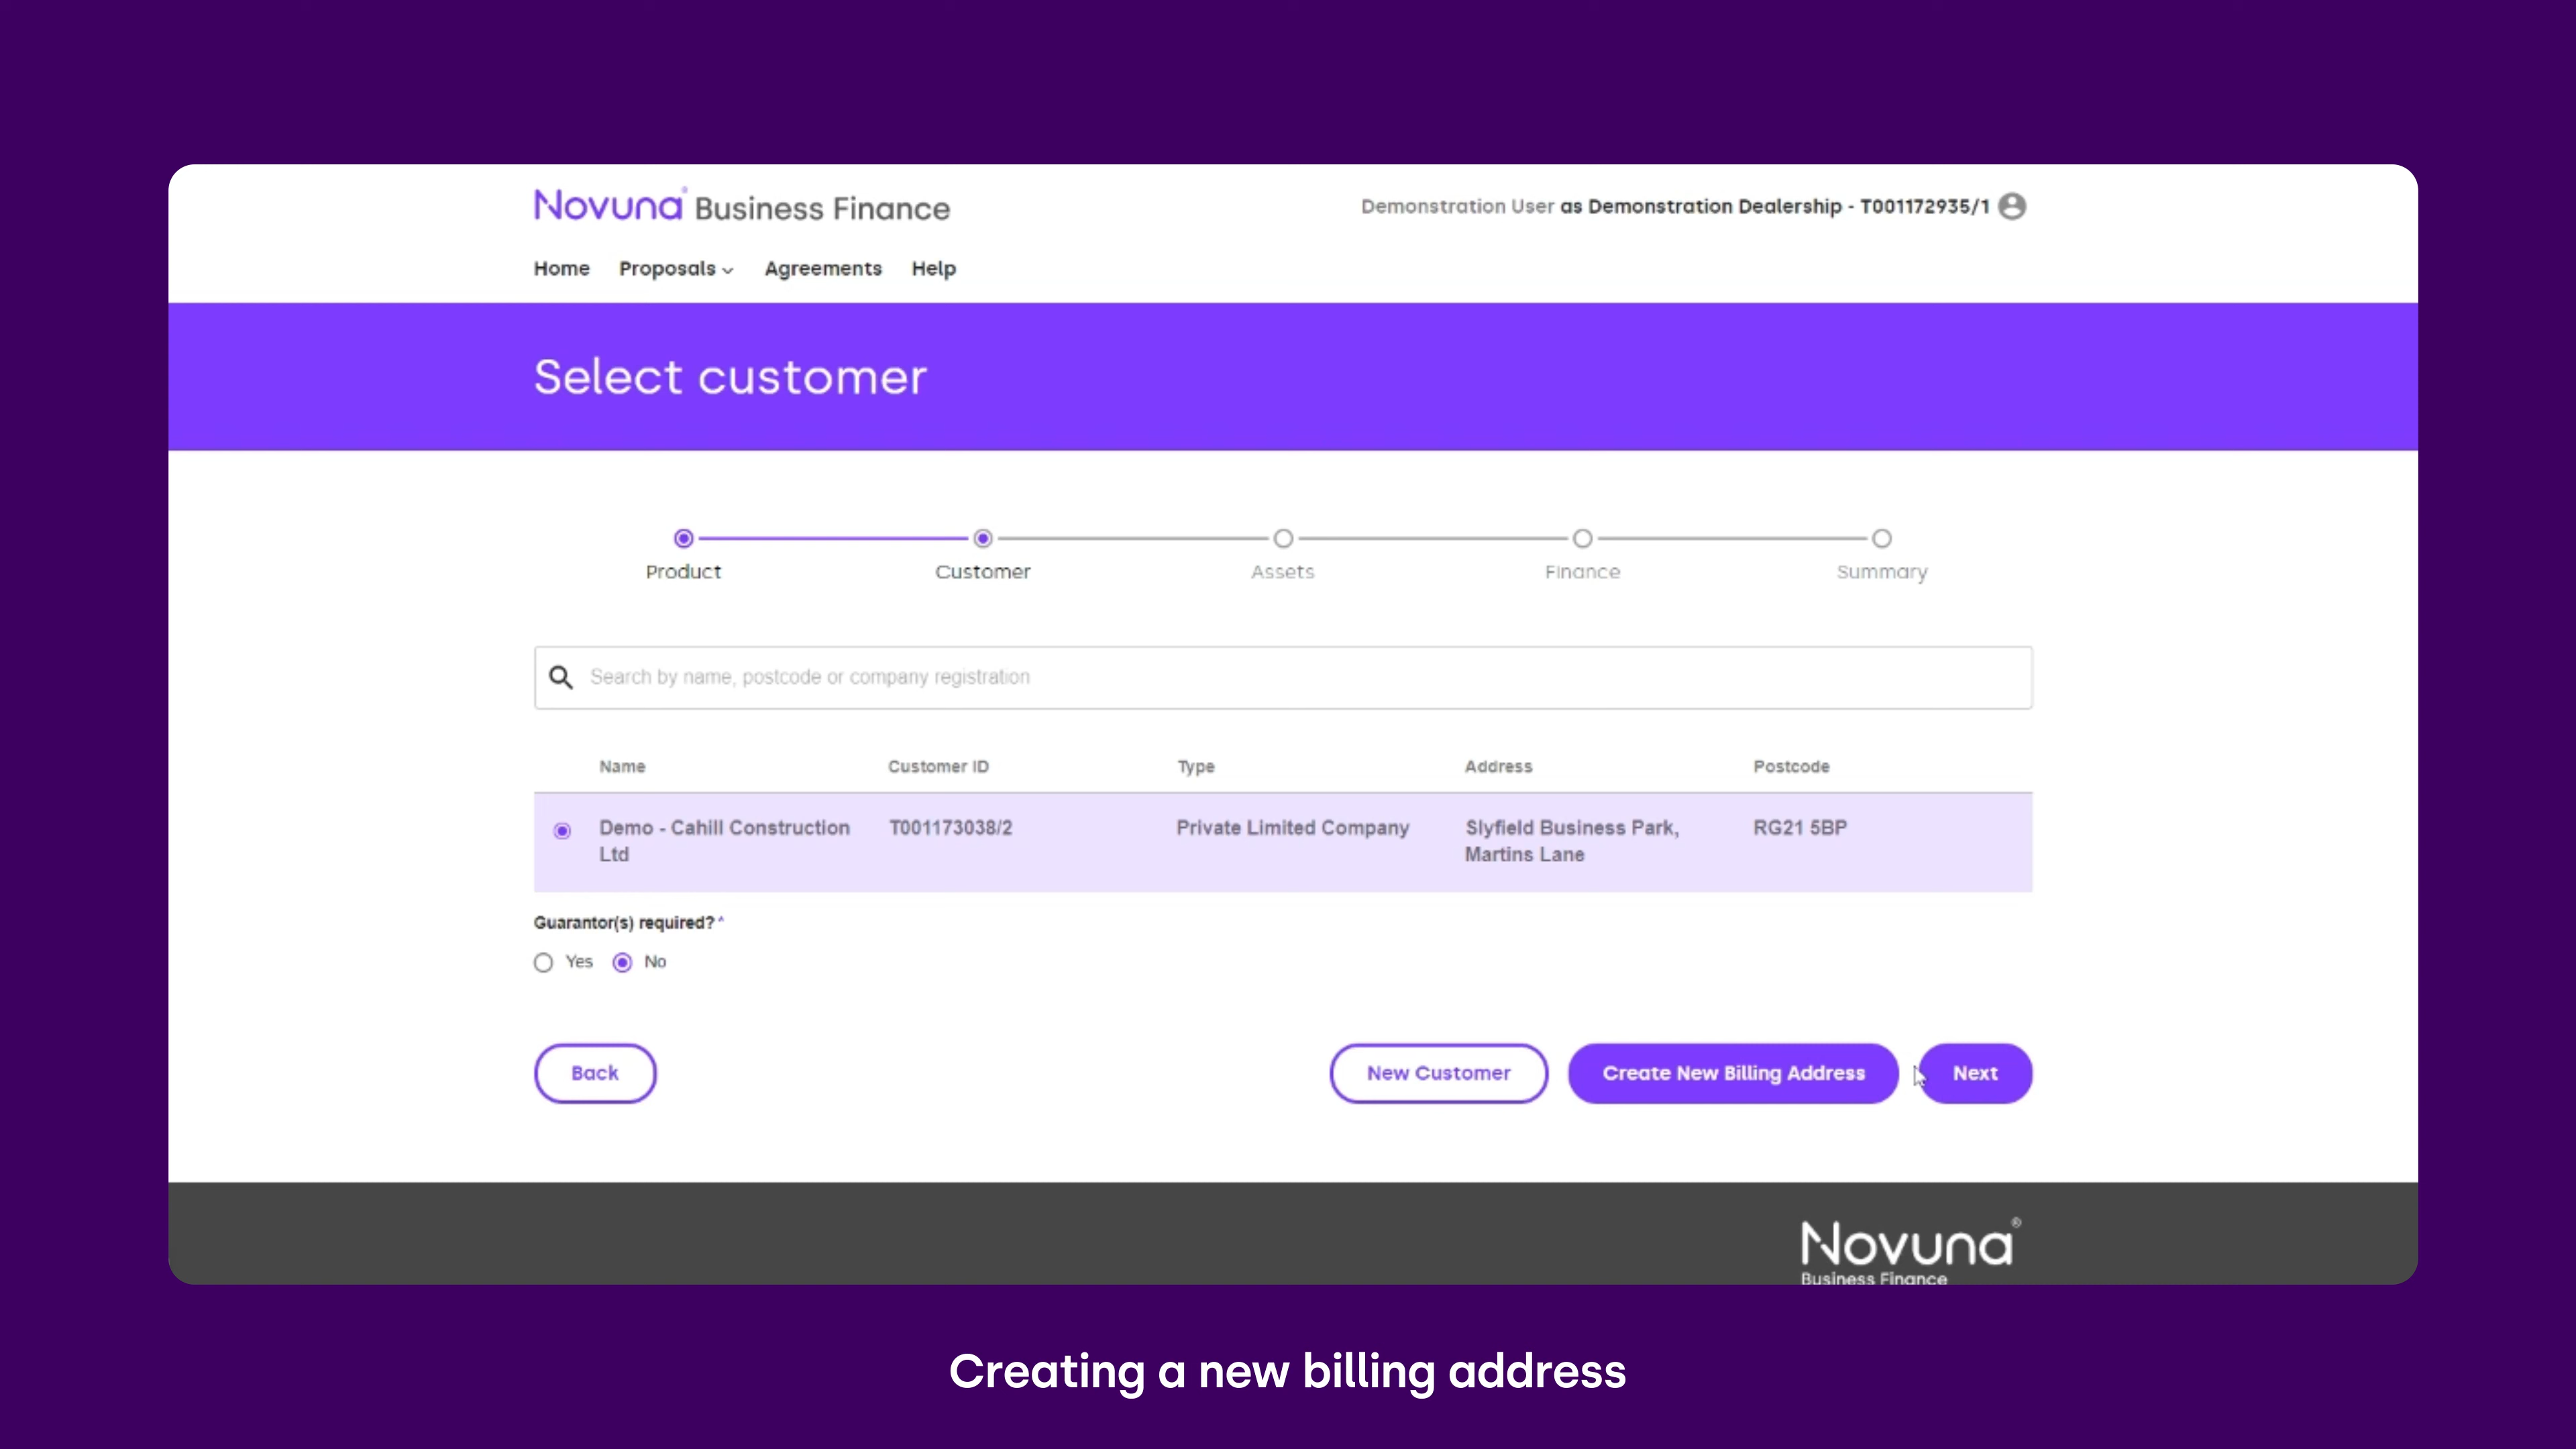 Novuna® Business Finance
Demonstration User as Demonstration Dealership - T001172935/1
Home Proposals Agreements Help
Select customer
Product Customer Assets Finance Summary
Search by name, postcode or company registration
Name Customer ID Type Address Postcode
Demo - Cahill Construction Ltd T001173038/2 Private Limited Company Slyfield Business Park, Martins Lane RG21 5BP
Guarantor(s) required?*
Yes No
Back New Customer Create New Billing Address Next
Novuna®
Business Finance
Creating a new billing address